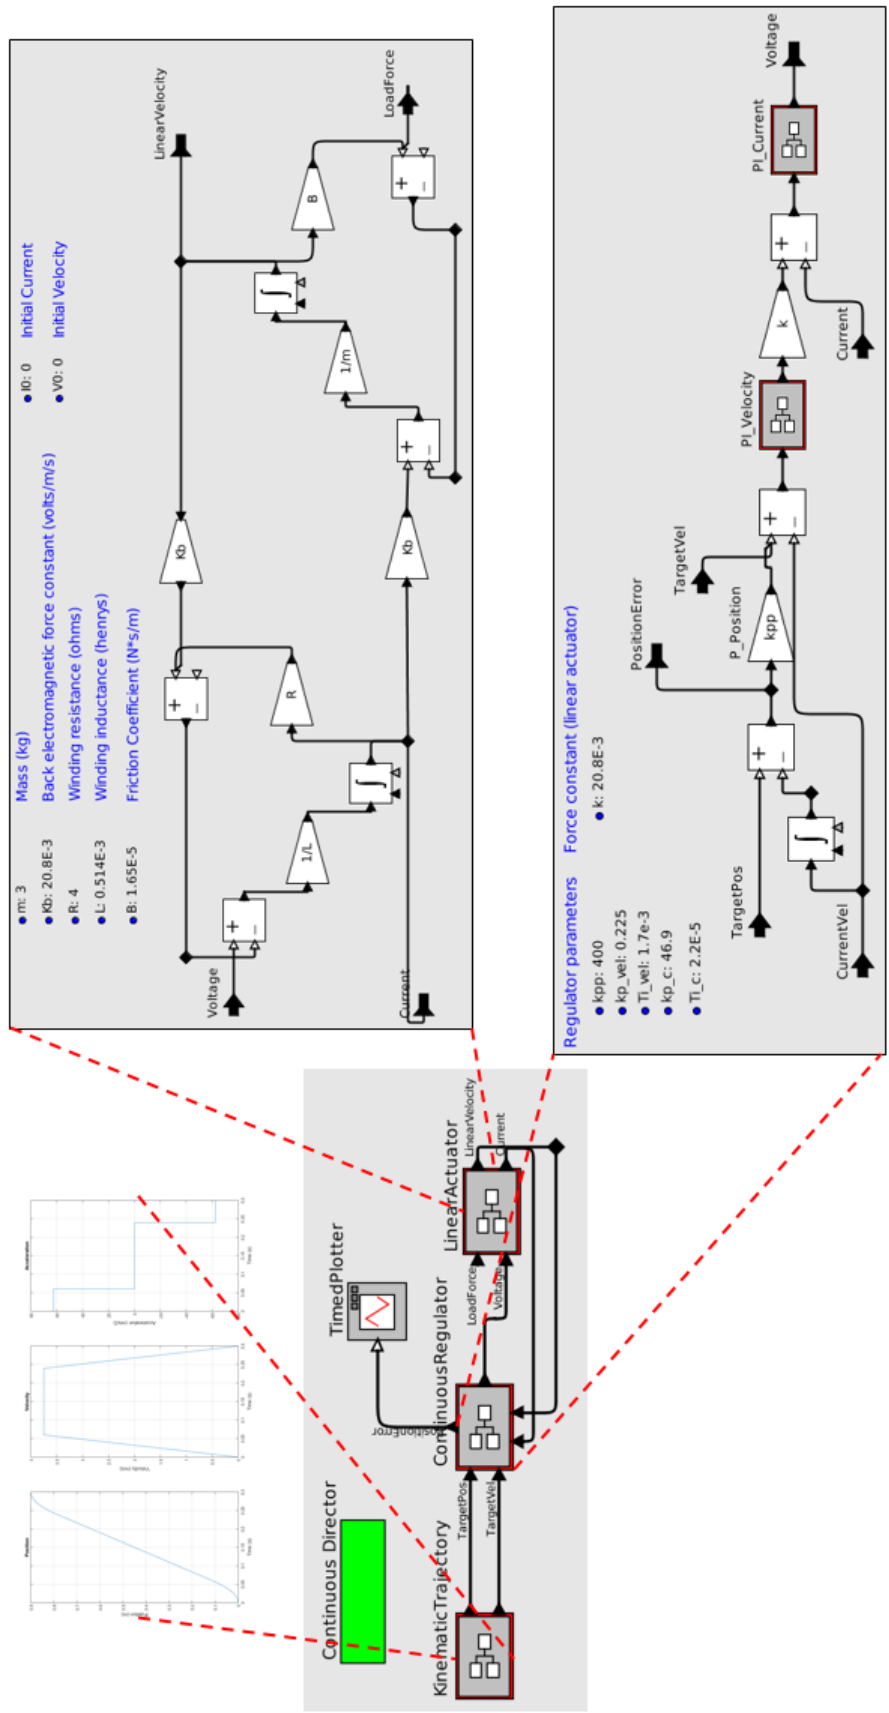 m: 3 Mass (kg)
Kb: 20.8E-3 Back electromagnetic force constant (volts/m/s)
R: 4 Winding resistance (ohms)
L: 0.514E-3 Winding inductance (henrys)
B: 1.65E-5 Friction Coefficient (N*s/m)
I0: 0 Initial Current
V0: 0 Initial Velocity
LinearVelocity
Kb
+
−
R
1/L
+
−
Voltage
Current
Kb
+
−
1/m
B
+
−
LoadForce
Position
Velocity
Acceleration
Continuous Director
TimedPlotter
KinematicTrajectory
TargetPos
TargetVel
ContinuousRegulator
PositionError
LoadForce
Voltage
LinearActuator
LinearVelocity
Current
Regulator parameters Force constant (linear actuator)
kpp: 400 k: 20.8E-3
kp_vel: 0.225
Ti_vel: 1.7e-3
kp_c: 46.9
Ti_c: 2.2E-5
PositionError
TargetVel
P_Position
kpp
TargetPos
+
−
CurrentVel
+
−
PI_Velocity
k
+
−
Current
PI_Current
Voltage